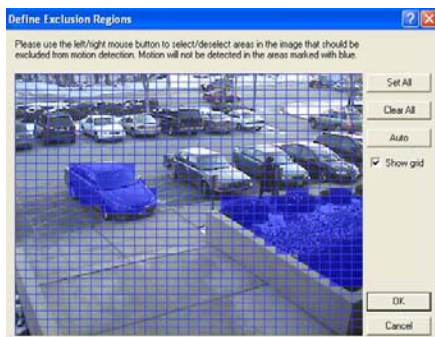 Define Exclusion Regions
Please use the left/right mouse button to select/deselect areas in the image that should be
excluded from motion detection. Motion will not be detected in the areas marked with blue.
Set All
Clear All
Auto
Show grid
OK
Cancel